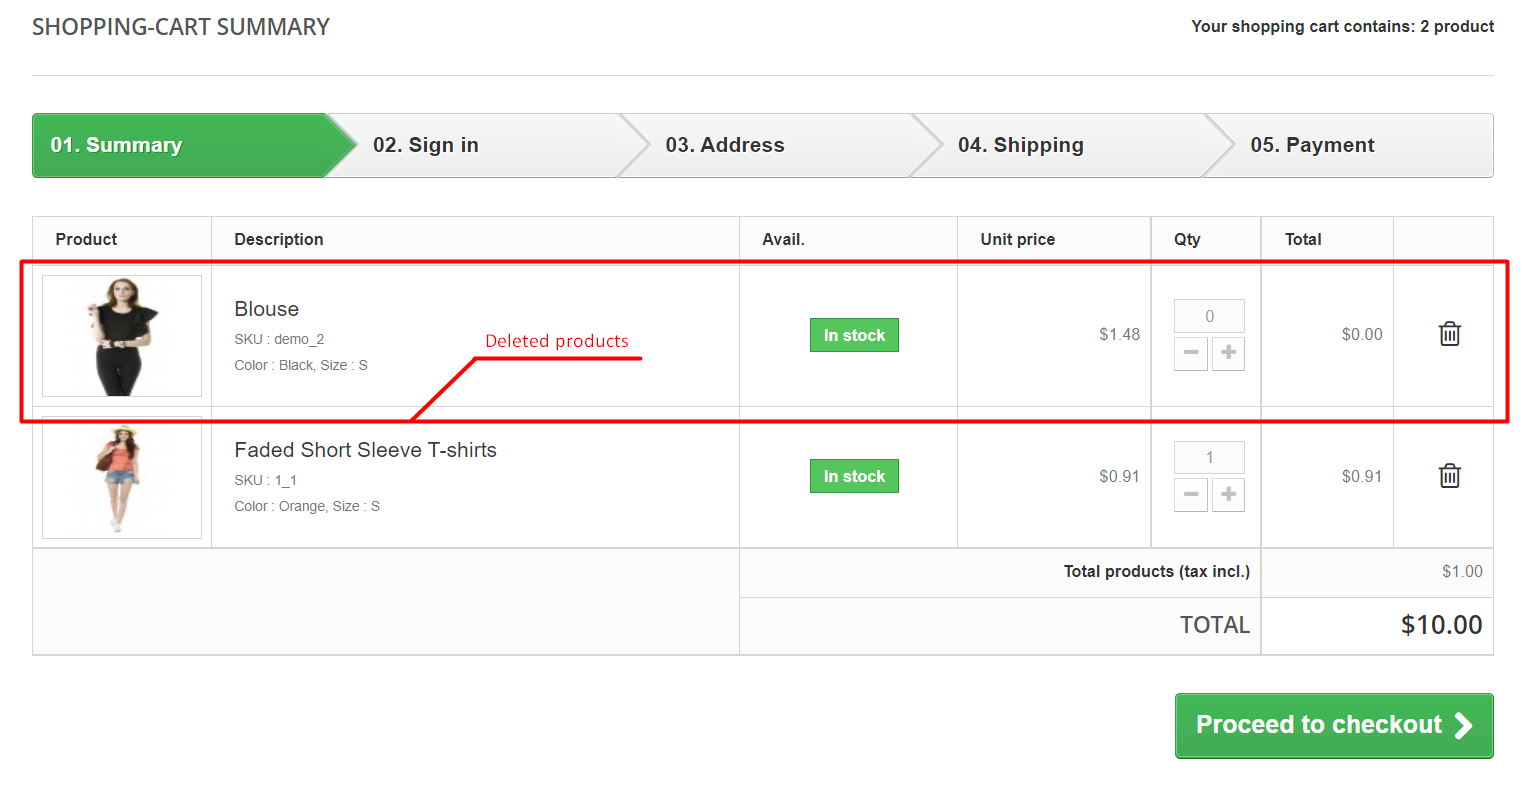 SHOPPING-CART SUMMARY
Your shopping cart contains: 2 product
01. Summary
02. Sign in
03. Address
04. Shipping
05. Payment
Product Description Avail. Unit price Qty Total
Blouse
SKU : demo_2
Color : Black, Size : S
Deleted products
In stock
$1.48
0
$0.00
Faded Short Sleeve T-shirts
SKU : 1_1
Color : Orange, Size : S
In stock
$0.91
1
$0.91
Total products (tax incl.) $1.00
TOTAL $10.00
Proceed to checkout